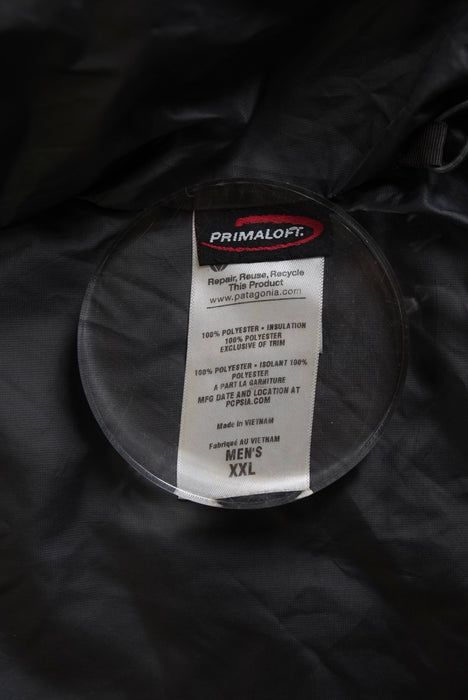 PRIMALOFT.
Repair, Reuse, Recycle
This Product
www.patagonia.com
100% POLYESTER • INSULATION
100% POLYESTER
EXCLUSIVE OF TRIM
100% POLYESTER • ISOLANT 100%
POLYESTER
A PART LA GARNITURE
MFG DATE AND LOCATION AT
PCPSIA.COM
Made in VIETNAM
Fabriqué AU VIETNAM
MEN'S
XXL